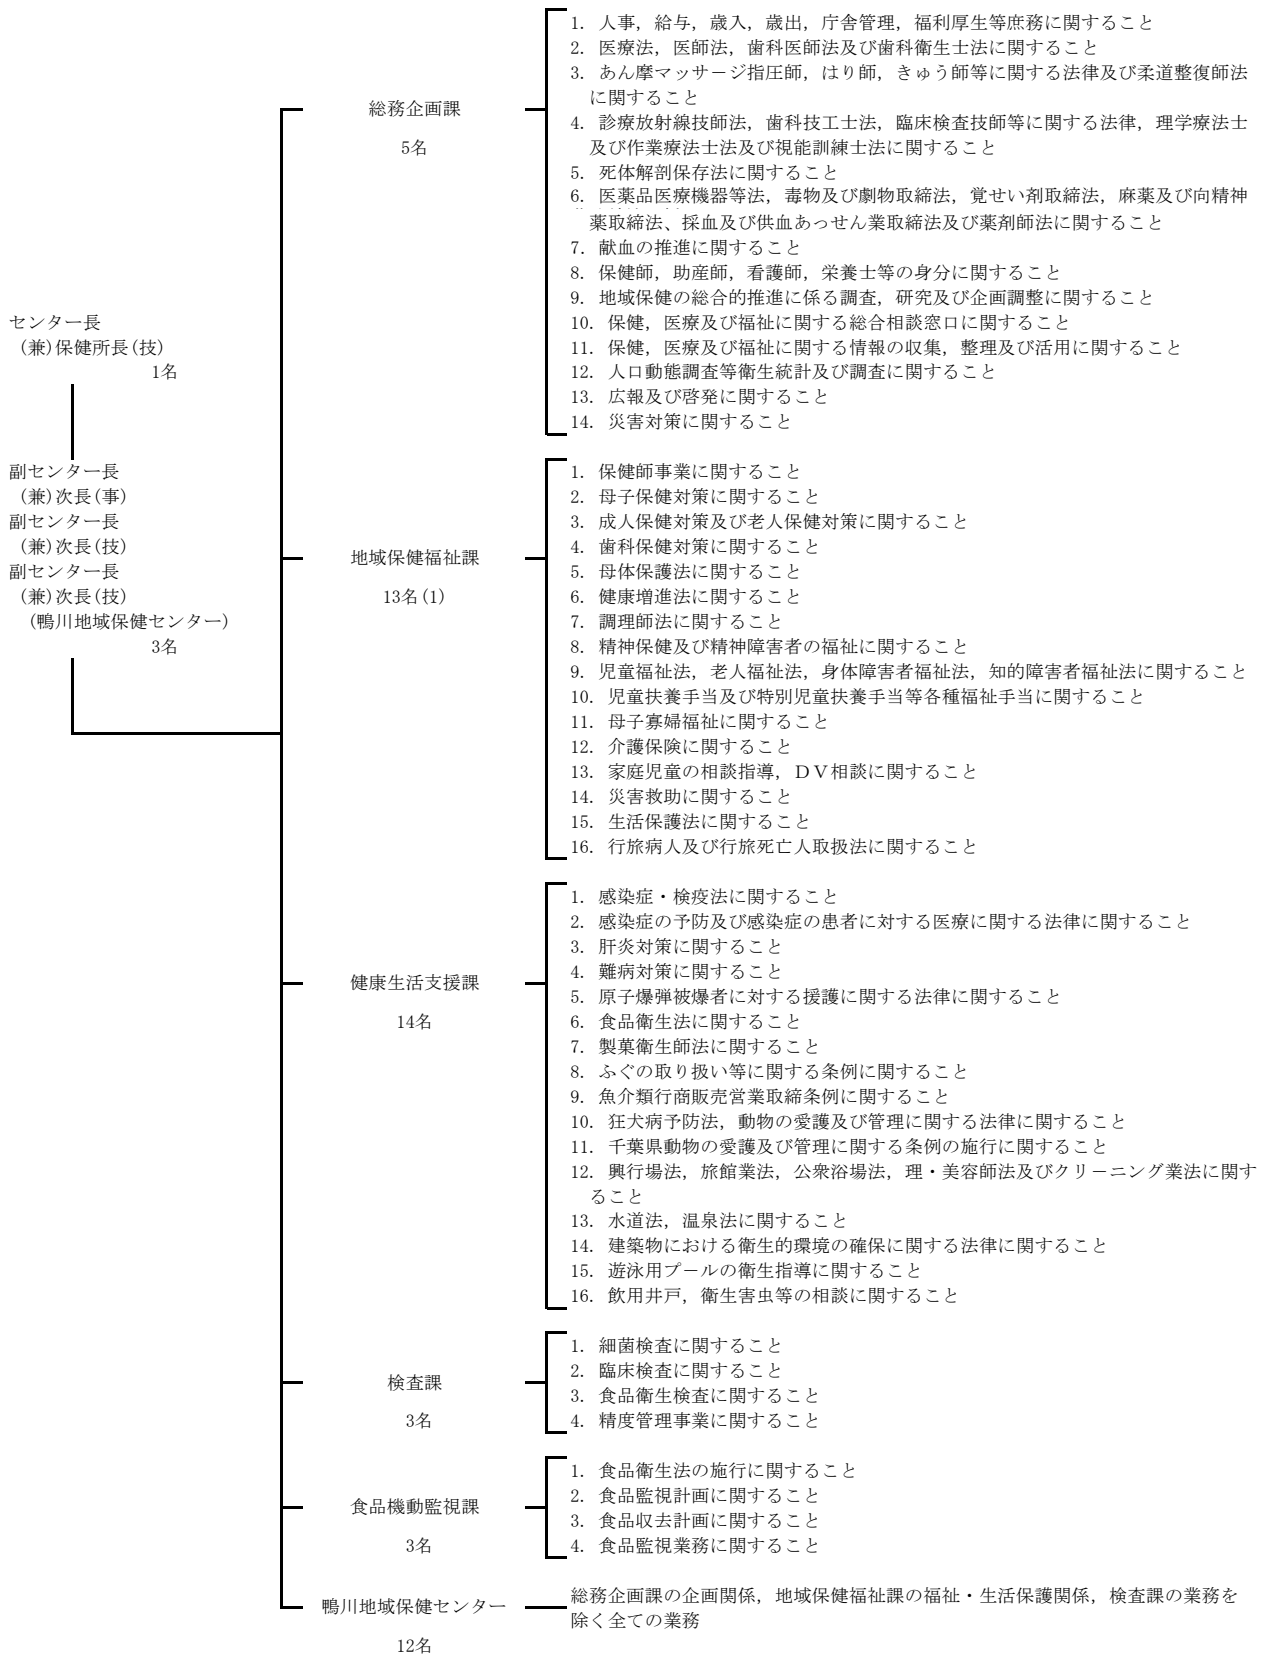 センター長
(兼)保健所長(技)
1名
副センター長
(兼)次長(事)
副センター長
(兼)次長(技)
副センター長
(兼)次長(技)
(鴨川地域保健センター)
3名
総務企画課
5名
1. 人事，給与，歳入，歳出，庁舎管理，福利厚生等庶務に関すること
2. 医療法，医師法，歯科医師法及び歯科衛生士法に関すること
3. あん摩マッサージ指圧師，はり師，きゅう師等に関する法律及び柔道整復師法
に関すること
4. 診療放射線技師法，歯科技工士法，臨床検査技師等に関する法律，理学療法士
及び作業療法士法及び視能訓練士法に関すること
5. 死体解剖保存法に関すること
6. 医薬品医療機器等法，毒物及び劇物取締法，覚せい剤取締法，麻薬及び向精神
薬取締法、採血及び供血あっせん業取締法及び薬剤師法に関すること
7. 献血の推進に関すること
8. 保健師，助産師，看護師，栄養士等の身分に関すること
9. 地域保健の総合的推進に係る調査，研究及び企画調整に関すること
10. 保健，医療及び福祉に関する総合相談窓口に関すること
11. 保健，医療及び福祉に関する情報の収集，整理及び活用に関すること
12. 人口動態調査等衛生統計及び調査に関すること
13. 広報及び啓発に関すること
14. 災害対策に関すること
地域保健福祉課
13名(1)
1. 保健師事業に関すること
2. 母子保健対策に関すること
3. 成人保健対策及び老人保健対策に関すること
4. 歯科保健対策に関すること
5. 母体保護法に関すること
6. 健康増進法に関すること
7. 調理師法に関すること
8. 精神保健及び精神障害者の福祉に関すること
9. 児童福祉法，老人福祉法，身体障害者福祉法，知的障害者福祉法に関すること
10. 児童扶養手当及び特別児童扶養手当等各種福祉手当に関すること
11. 母子寡婦福祉に関すること
12. 介護保険に関すること
13. 家庭児童の相談指導，ＤＶ相談に関すること
14. 災害救助に関すること
15. 生活保護法に関すること
16. 行旅病人及び行旅死亡人取扱法に関すること
健康生活支援課
14名
1. 感染症・検疫法に関すること
2. 感染症の予防及び感染症の患者に対する医療に関する法律に関すること
3. 肝炎対策に関すること
4. 難病対策に関すること
5. 原子爆弾被爆者に対する援護に関する法律に関すること
6. 食品衛生法に関すること
7. 製菓衛生師法に関すること
8. ふぐの取り扱い等に関する条例に関すること
9. 魚介類行商販売営業取締条例に関すること
10. 狂犬病予防法，動物の愛護及び管理に関する法律に関すること
11. 千葉県動物の愛護及び管理に関する条例の施行に関すること
12. 興行場法，旅館業法，公衆浴場法，理・美容師法及びクリーニング業法に関す
ること
13. 水道法，温泉法に関すること
14. 建築物における衛生的環境の確保に関する法律に関すること
15. 遊泳用プールの衛生指導に関すること
16. 飲用井戸，衛生害虫等の相談に関すること
検査課
3名
1. 細菌検査に関すること
2. 臨床検査に関すること
3. 食品衛生検査に関すること
4. 精度管理事業に関すること
食品機動監視課
3名
1. 食品衛生法の施行に関すること
2. 食品監視計画に関すること
3. 食品収去計画に関すること
4. 食品監視業務に関すること
鴨川地域保健センター
12名
総務企画課の企画関係，地域保健福祉課の福祉・生活保護関係，検査課の業務を
除く全ての業務